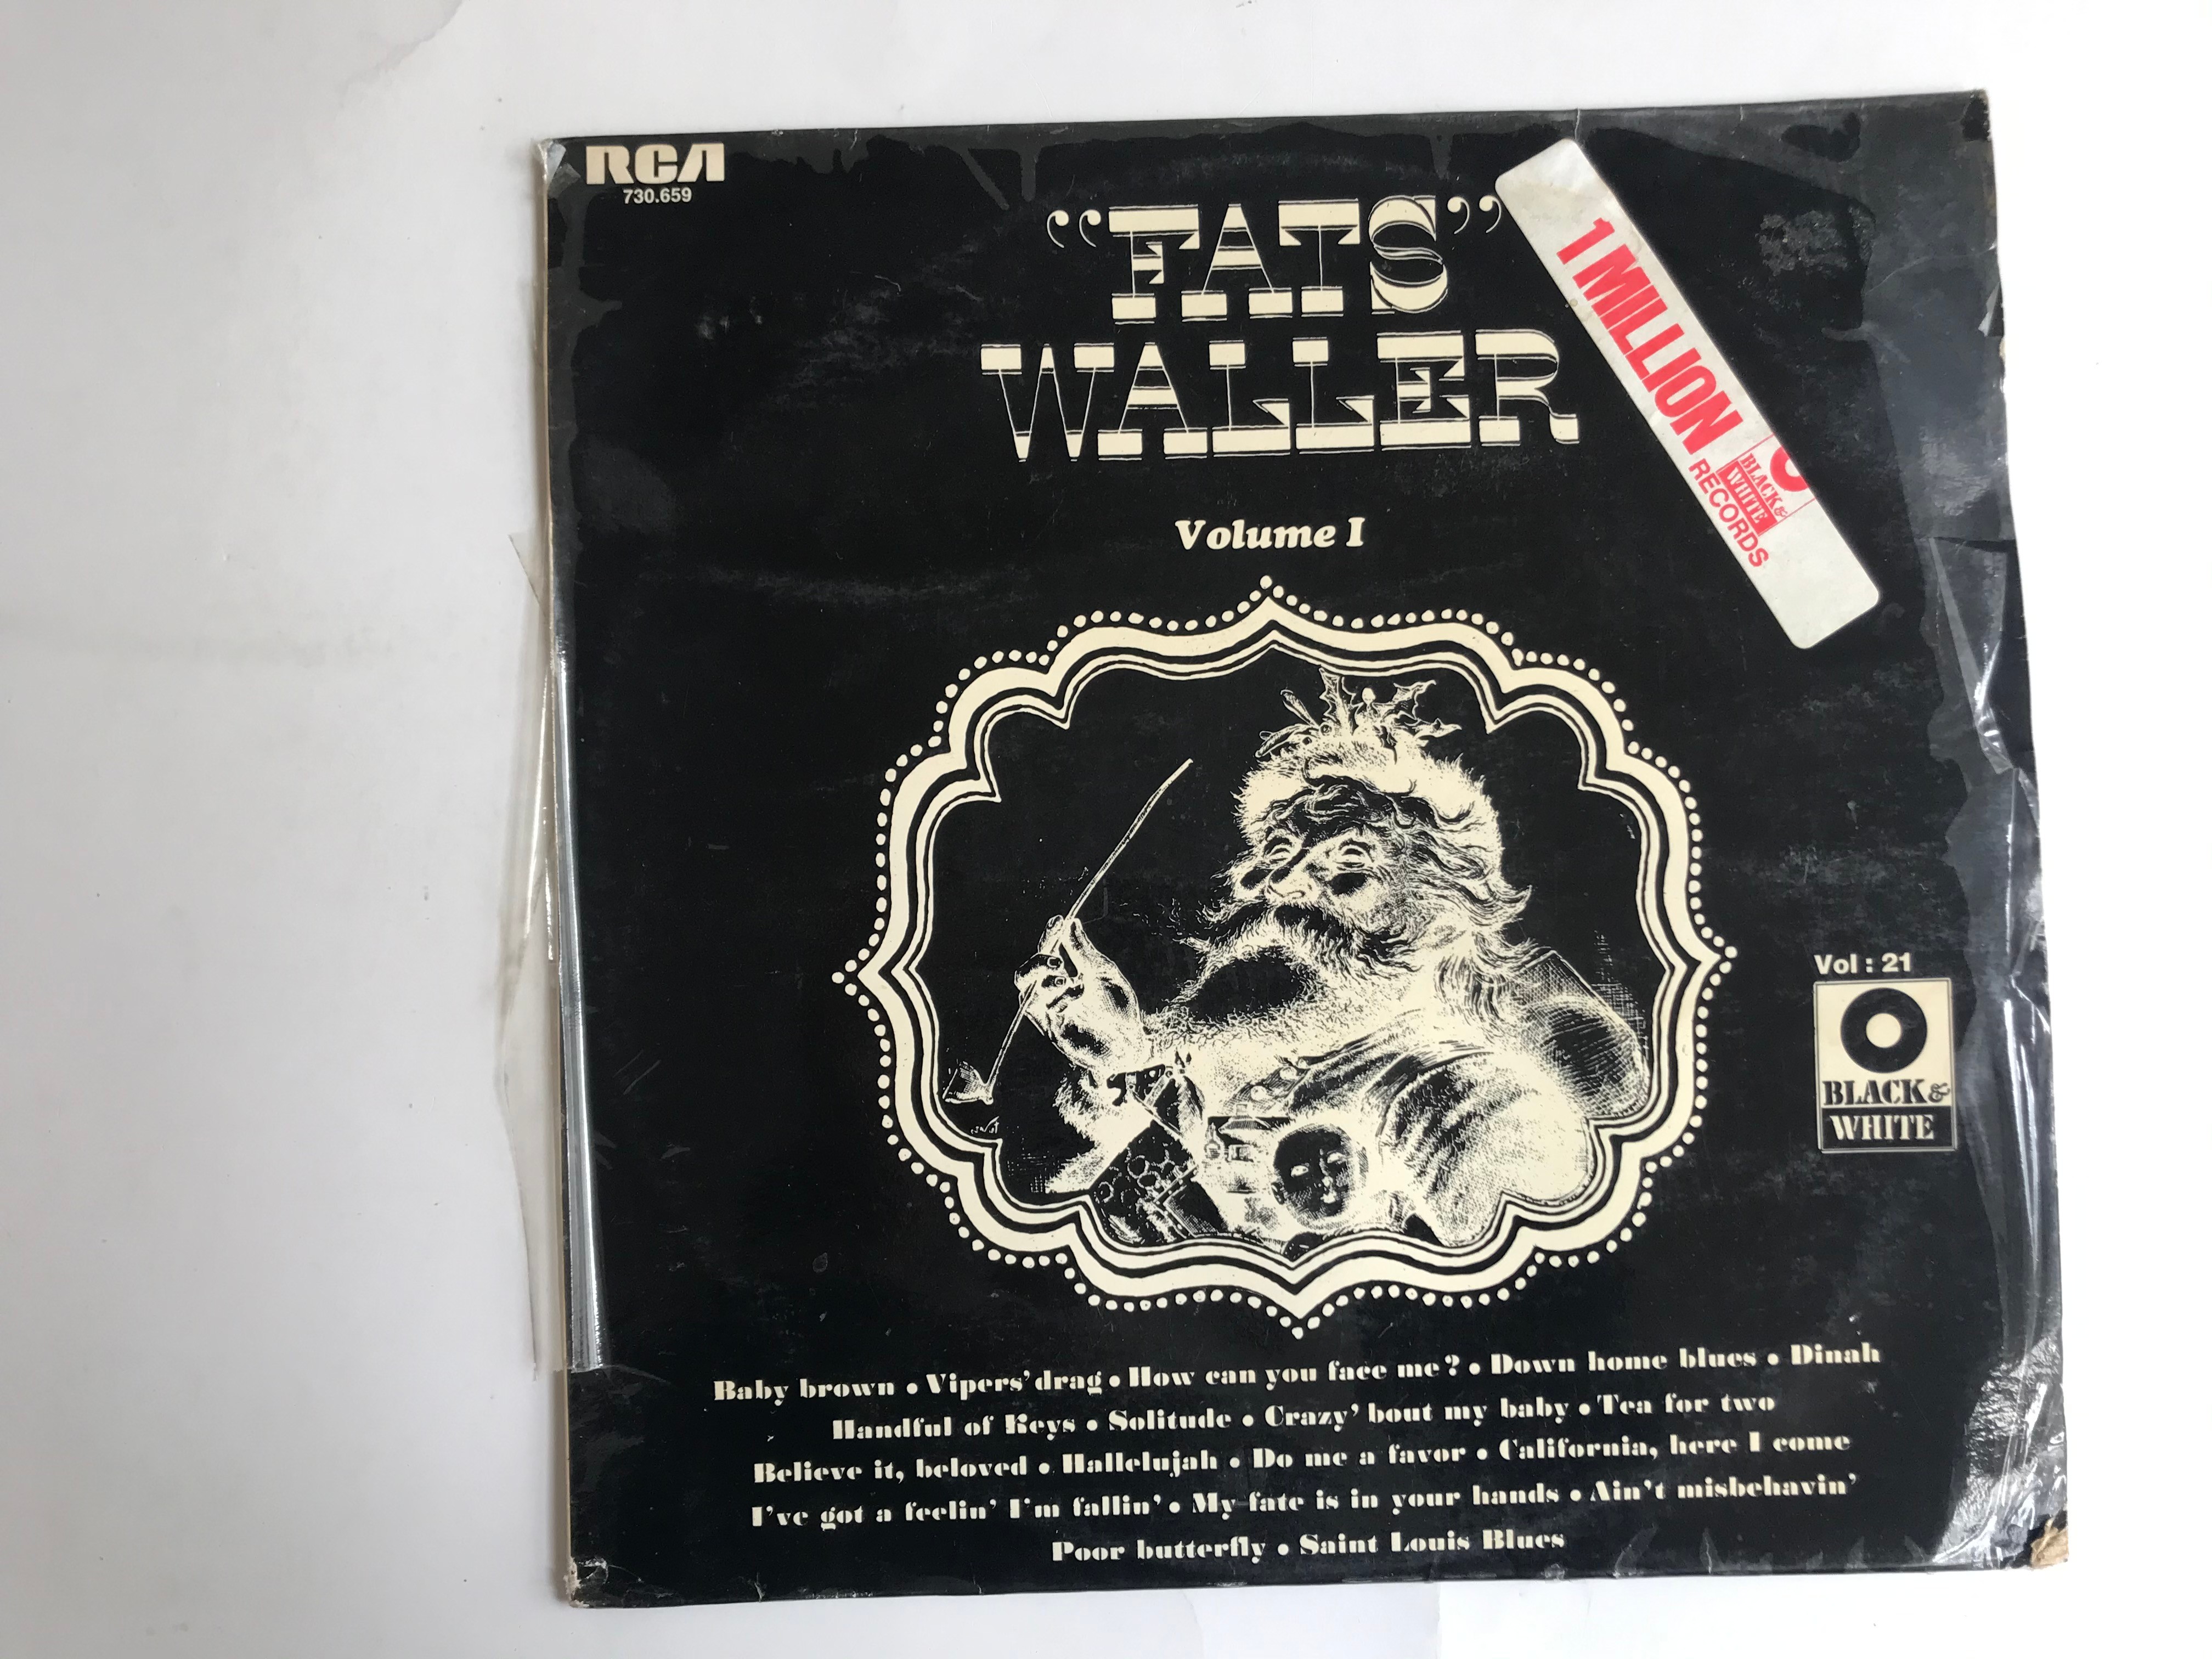 RCA
730.659
“FATS”
WALLER
1 MILLION
BLACK &
WHITE
RECORDS
Volume I
Vol : 21
BLACK &
WHITE
Baby brown • Vipers' drag • How can you face me ? • Down home blues • Dinah
Handful of Keys • Solitude • Crazy' bout my baby • Tea for two
Believe it, beloved • Hallelujah • Do me a favor • California, here I come
I've got a feelin' I'm fallin' • My fate is in your hands • Ain't misbehavin'
Poor butterfly • Saint Louis Blues